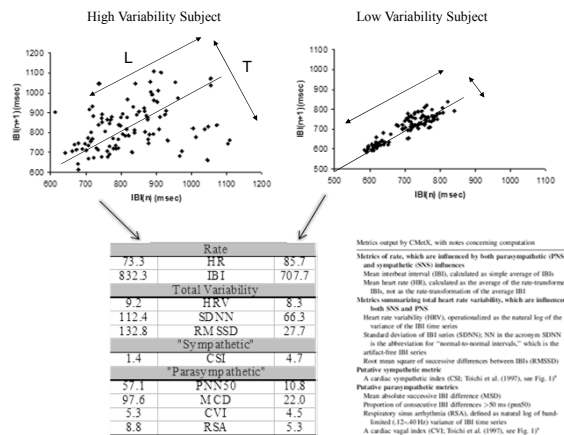 High Variability Subject
Low Variability Subject
1200
1100
1000
900
800
700
600
IBI(n+1)(msec)
L
T
600 700 800 900 1000 1100 1200
IBI(n) (msec)
1100
1000
900
800
700
600
500
IBI(n+1)(msec)
500 600 700 800 900 1000 1100
IBI(n) (msec)
Rate
73.3 HR 85.7
832.3 IBI 707.7
Total Variability
9.2 HRV 8.3
112.4 SDNN 66.3
132.8 RMSSD 27.7
"Sympathetic"
1.4 CSI 4.7
"Parasympathetic"
57.1 PNN50 10.8
97.6 MCD 22.0
5.3 CVI 4.5
8.8 RSA 5.3
Metrics output by CMetX, with notes concerning computation
Metrics of rate, which are influenced by both parasympathetic (PNS)
and sympathetic (SNS) influences
Mean interbeat interval (IBI), calculated as simple average of IBIs
Mean heart rate (HR), calculated as the average of the rate-transformed
IBIs, not as the rate-transformation of the average IBI
Metrics summarizing total heart rate variability, which are influenced
both SNS and PNS
Heart rate variability (HRV), operationalized as the natural log of the
variance of the IBI time series
Standard deviation of IBI series (SDNN); NN in the acronym SDNN
is the abbreviation for "normal-to-normal intervals," which is the
artifact-free IBI series
Root mean square of successive differences between IBIs (RMSSD)
Putative sympathetic metric
A cardiac sympathetic index (CSI; Toichi et al. (1997), see Fig. 1)
Putative parasympathetic metrics
Mean absolute successive IBI difference (MSD)
Proportion of consecutive IBI differences >50 ms (pnn50)
Respiratory sinus arrhythmia (RSA), defined as natural log of band-
limited (.12–.40 Hz) variance of IBI time series
A cardiac vagal index (CVI; Toichi et al. (1997), see Fig. 1)